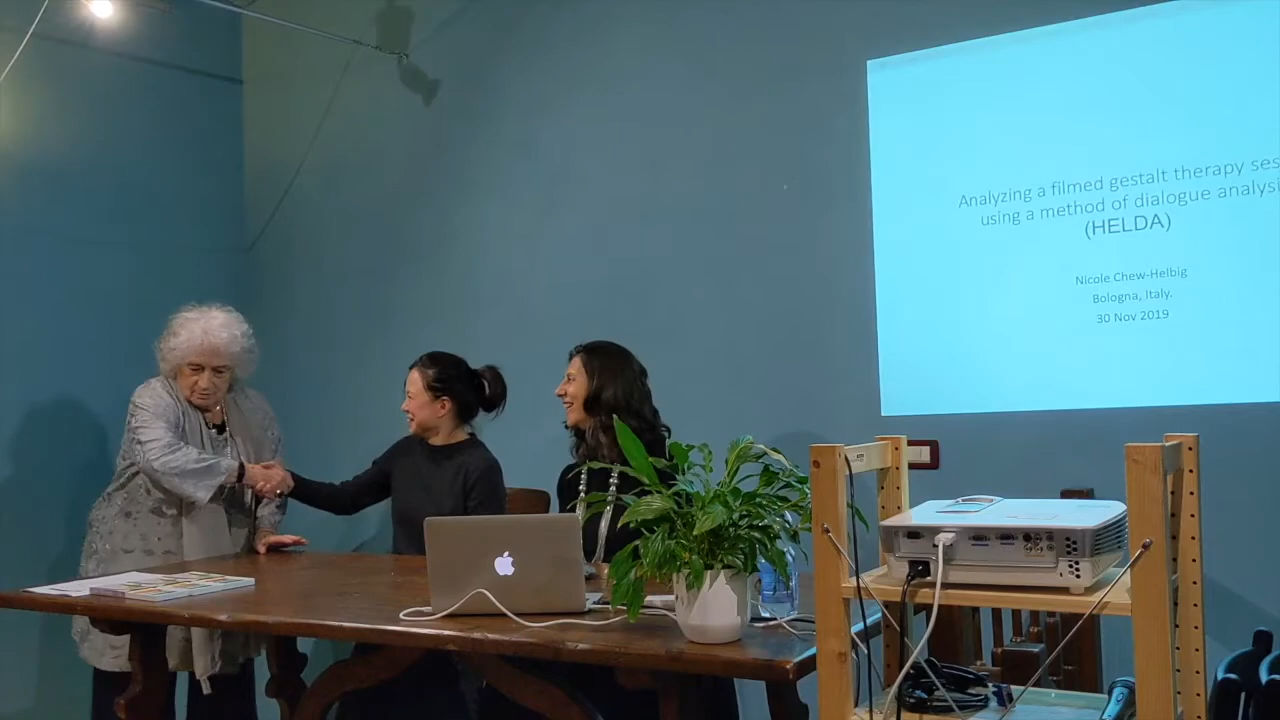 Analyzing a filmed gestalt therapy ses
using a method of dialogue analysi
(HELDA)
Nicole Chew-Helbig
Bologna, Italy.
30 Nov 2019